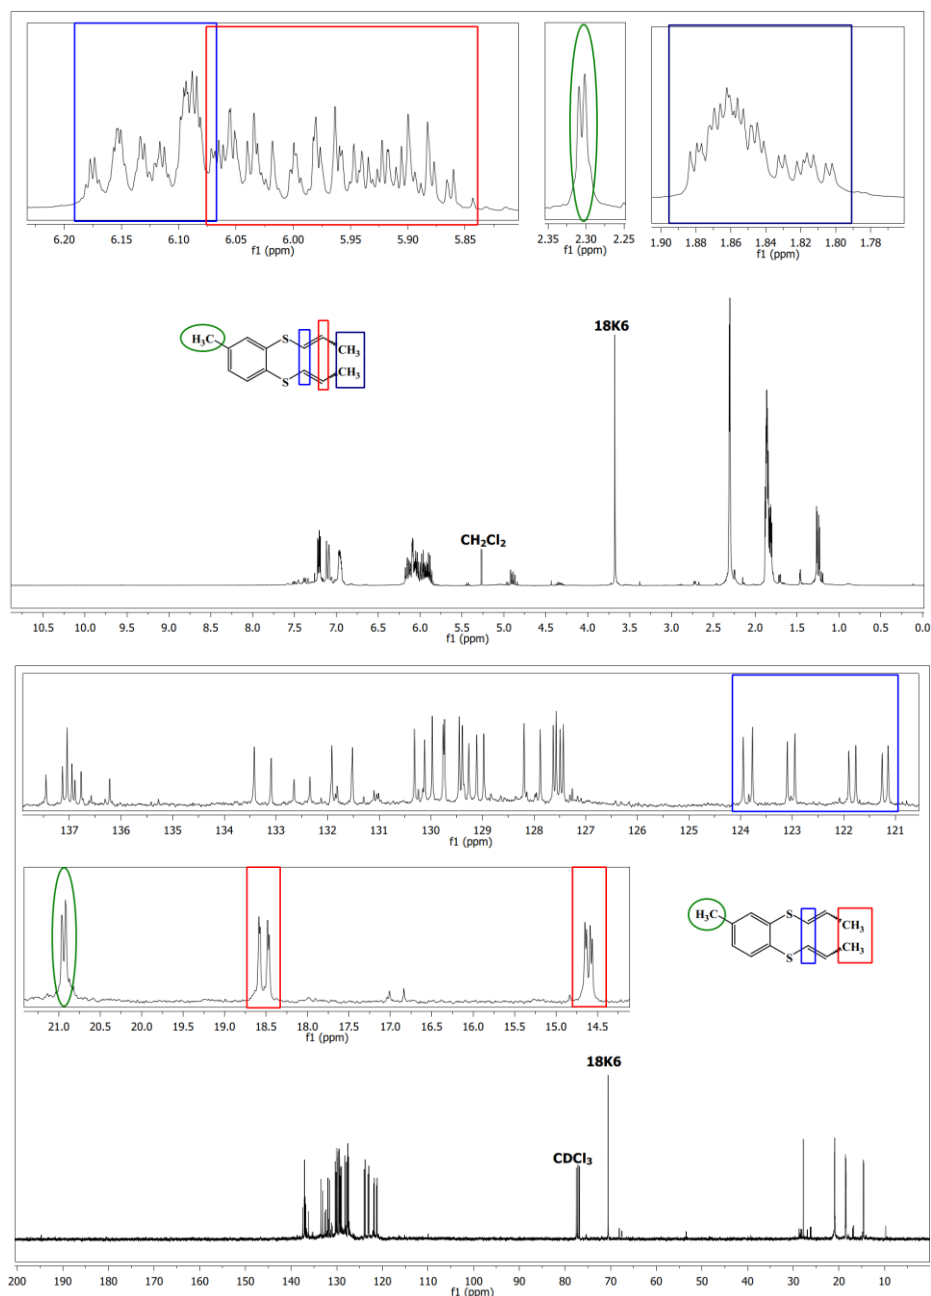 6.20 6.15 6.10 6.05 6.00 5.95 5.90 5.85
f1 (ppm)
2.35 2.30 2.25
f1 (ppm)
1.90 1.88 1.86 1.84 1.82 1.80 1.78
f1 (ppm)
18K6
S
H₃C
CH₃
CH₃
S
CH₂Cl₂
10.5 10.0 9.5 9.0 8.5 8.0 7.5 7.0 6.5 6.0 5.5 5.0 4.5 4.0 3.5 3.0 2.5 2.0 1.5 1.0 0.5 0.0
f1 (ppm)
137 136 135 134 133 132 131 130 129 128 127 126 125 124 123 122 121
f1 (ppm)
S
H₃C
CH₃
CH₃
S
21.0 20.5 20.0 19.5 19.0 18.5 18.0 17.5 17.0 16.5 16.0 15.5 15.0 14.5
f1 (ppm)
18K6
CDCl₃
200 190 180 170 160 150 140 130 120 110 100 90 80 70 60 50 40 30 20 10
f1 (ppm)